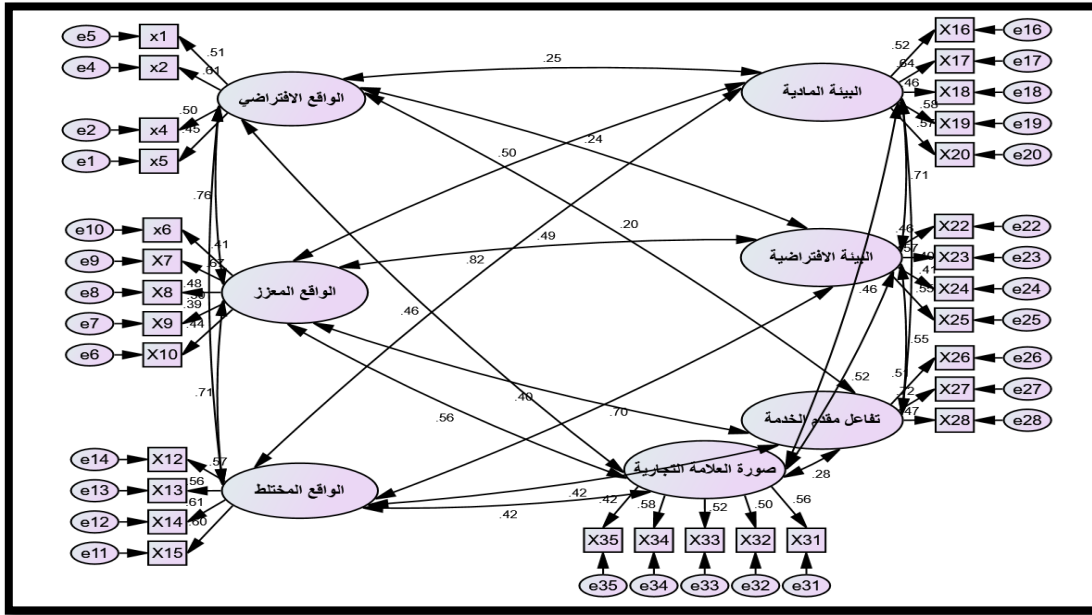 e5 x1 .51
e4 x2 .61
e2 x4 .50
e1 x5 .45
الواقع الافتراضي
.25
البيئة المادية
.52 X16 e16
.64 X17 e17
.46 X18 e18
.58 X19 e19
.57 X20 e20
.50
.24
.71
.76
.20
e10 x6 .41
e9 X7 .67
e8 X8 .48
e7 X9 .39
e6 X10 .44
الواقع المعزز
.49
.82
البيئة الافتراضية
.46 X22 e22
.57 X23 e23
.41 X24 e24
.55 X25 e25
.46
.46
.55
.71
.40
.56
.70
.52
تفاعل مقدم الخدمة
.51 X26 e26
.72 X27 e27
.47 X28 e28
e14 X12 .57
e13 X13 .56
e12 X14 .61
e11 X15 .60
الواقع المختلط
صورة العلامه التجارية
.28
.42
.42
.42 .58 .52 .50 .56
X35 X34 X33 X32 X31
e35 e34 e33 e32 e31